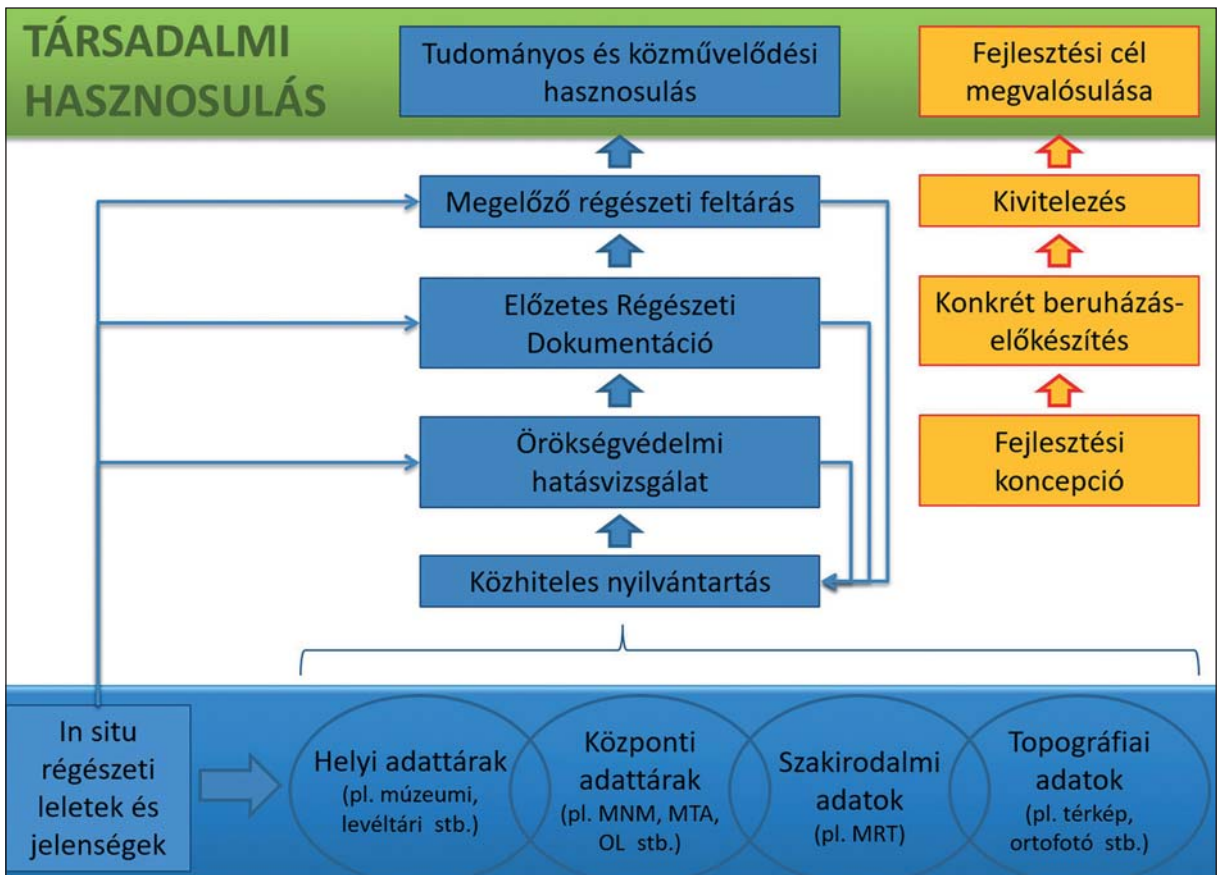 TÁRSADALMI
HASZNOSULÁS
Tudományos és közművelődési
hasznosulás
Fejlesztési cél
megvalósulása
Megelőző régészeti feltárás
Kivitelezés
Előzetes Régészeti
Dokumentáció
Konkrét beruházás-
előkészítés
Örökségvédelmi
hatásvizsgálat
Fejlesztési
koncepció
Közhiteles nyilvántartás
In situ
régészeti
leletek és
jelenségek
Helyi adattárak
(pl. múzeumi,
levéltári stb.)
Központi
adattárak
(pl. MNM, MTA,
OL stb.)
Szakirodalmi
adatok
(pl. MRT)
Topográfiai
adatok
(pl. térkép,
ortofotó stb.)